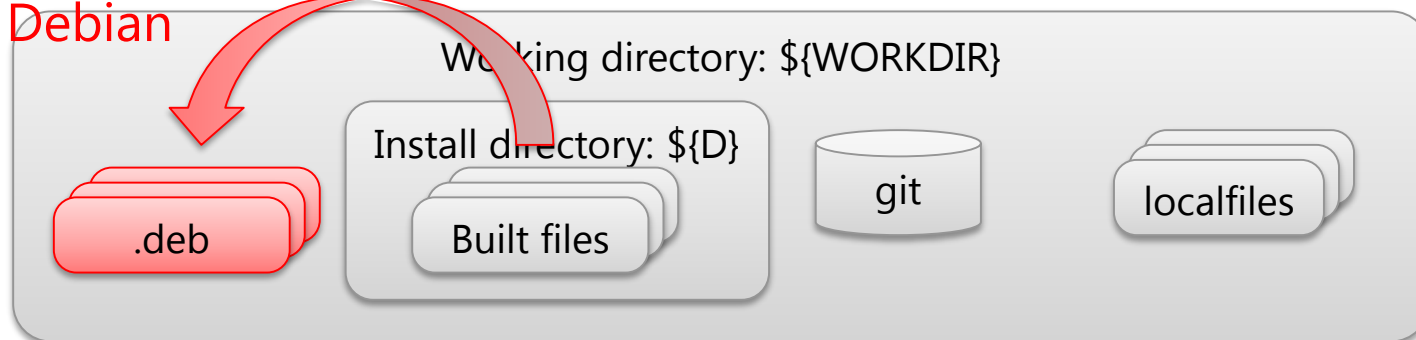 Debian
Working directory: ${WORKDIR}
Install directory: ${D}
.deb
Built files
git
localfiles